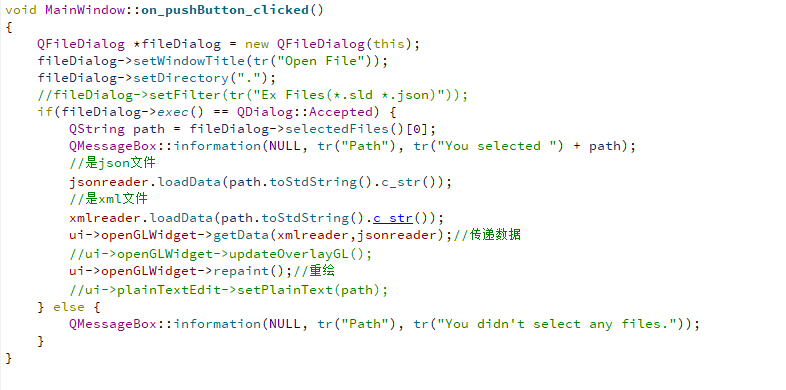 void MainWindow::on_pushButton_clicked()
{
    QFileDialog *fileDialog = new QFileDialog(this);
    fileDialog->setWindowTitle(tr("Open File"));
    fileDialog->setDirectory(".");
    //fileDialog->setFilter(tr("Ex Files(*.sld *.json)"));
    if(fileDialog->exec() == QDialog::Accepted) {
        QString path = fileDialog->selectedFiles()[0];
        QMessageBox::information(NULL, tr("Path"), tr("You selected ") + path);
        //是json文件
        jsonreader.loadData(path.toStdString().c_str());
        //是xml文件
        xmlreader.loadData(path.toStdString().c_str());
        ui->openGLWidget->getData(xmlreader,jsonreader);//传递数据
        //ui->openGLWidget->updateOverlayGL();
        ui->openGLWidget->repaint();//重绘
        //ui->plainTextEdit->setPlainText(path);
    } else {
        QMessageBox::information(NULL, tr("Path"), tr("You didn't select any files."));
    }
}